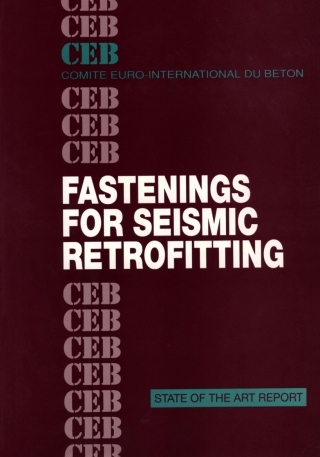 CEB
CEB
CEB
COMITE EURO-INTERNATIONAL DU BETON
CEB
CEB
CEB
FASTENINGS
FOR SEISMIC
RETROFITTING
CEB
CEB
CEB
CEB
CEB
STATE OF THE ART REPORT
CEB
CEB